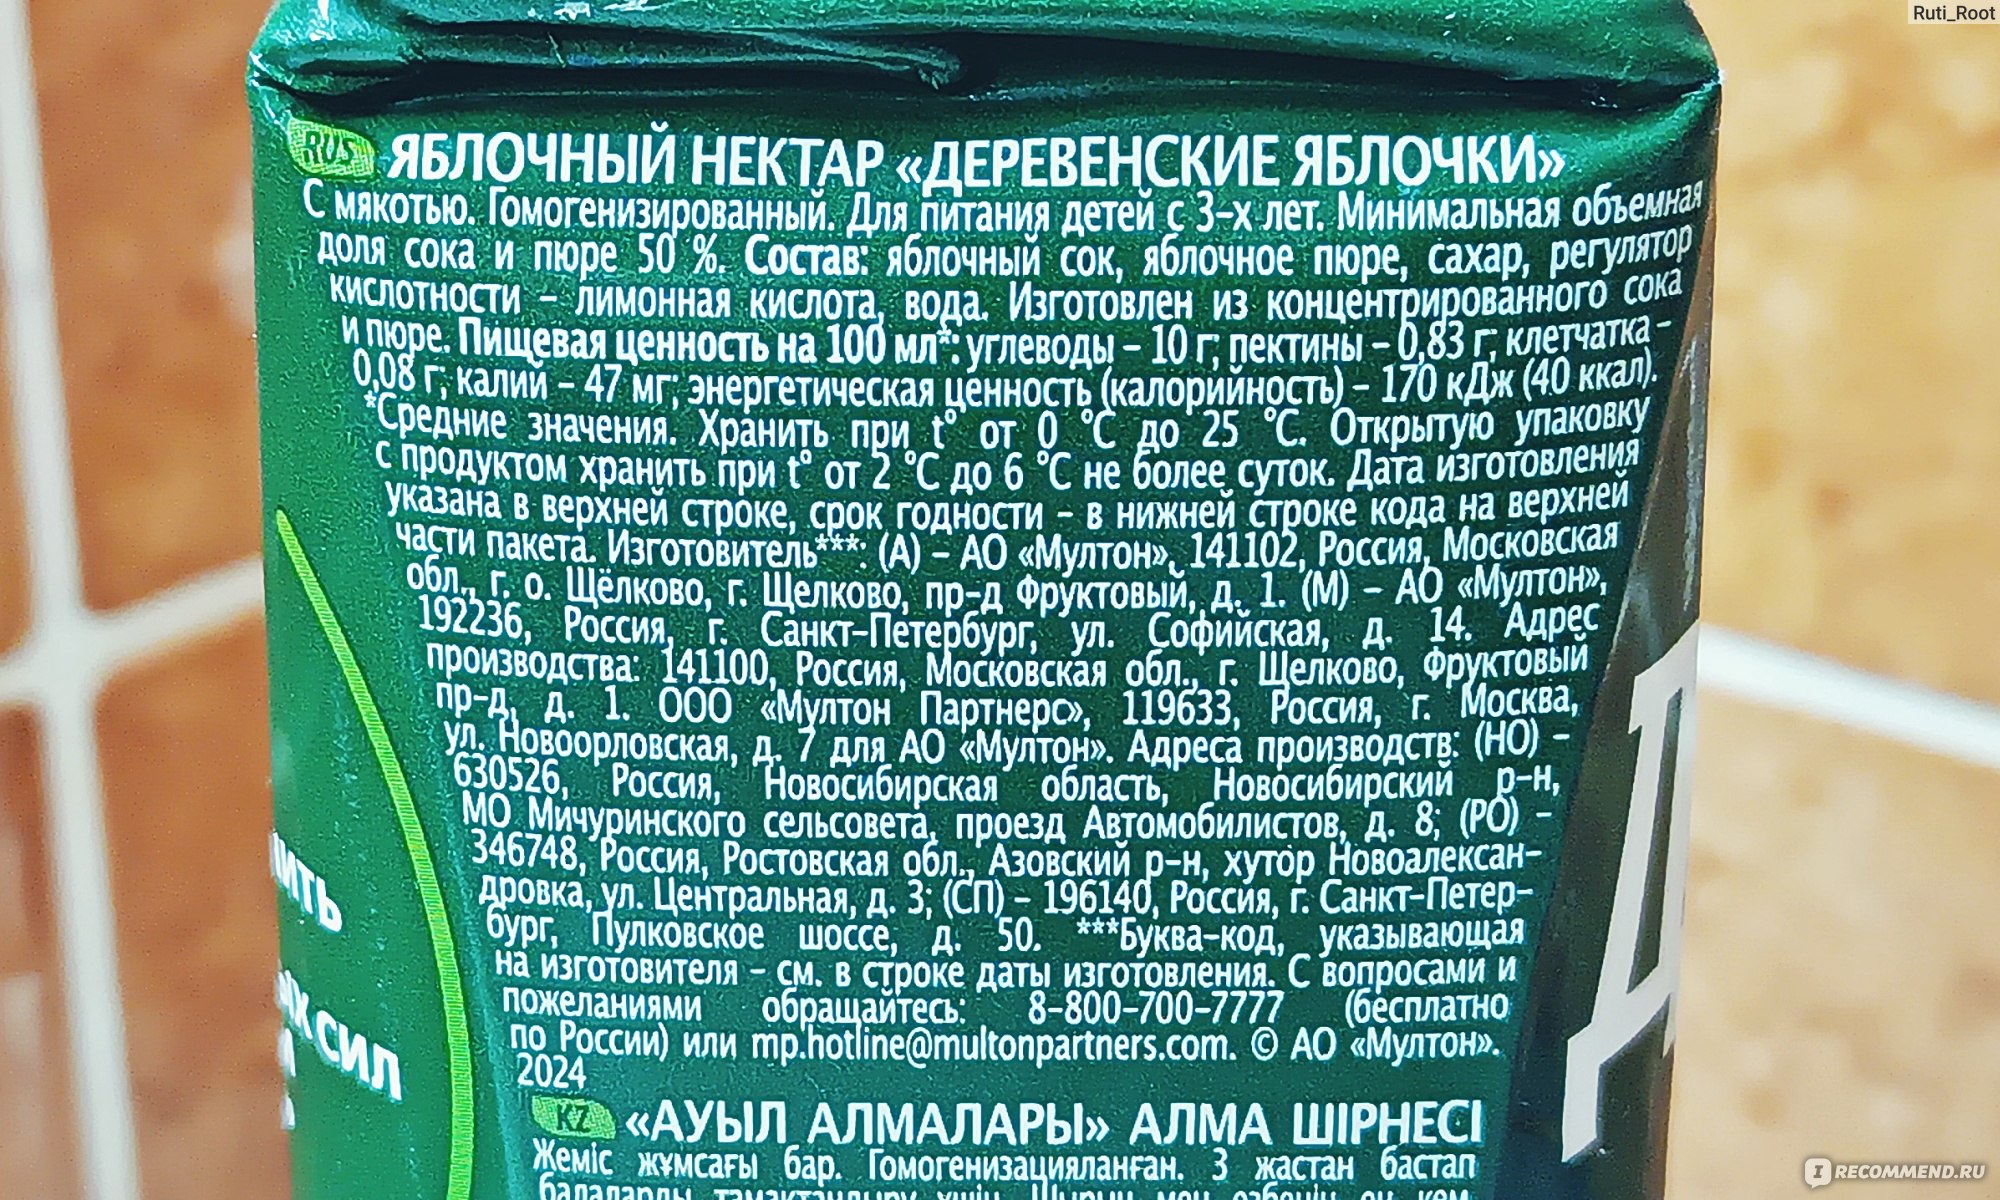 Ruti_Root
RUS ЯБЛОЧНЫЙ НЕКТАР «ДЕРЕВЕНСКИЕ ЯБЛОЧКИ»
С мякотью. Гомогенизированный. Для питания детей с 3-х лет. Минимальная объемная
доля сока и пюре 50 %. Состав: яблочный сок, яблочное пюре, сахар, регулятор
кислотности – лимонная кислота, вода. Изготовлен из концентрированного сока
и пюре. Пищевая ценность на 100 мл*: углеводы – 10 г; пектины – 0,83 г; клетчатка –
0,08 г; калий – 47 мг; энергетическая ценность (калорийность) – 170 кДж (40 ккал).
*Средние значения. Хранить при t° от 0 °C до 25 °C. Открытую упаковку
с продуктом хранить при t° от 2 °C до 6 °C не более суток. Дата изготовления
указана в верхней строке, срок годности – в нижней строке кода на верхней
части пакета. Изготовитель***: (А) – АО «Мултон», 141102, Россия, Московская
обл., г. о. Щёлково, г. Щелково, пр-д Фруктовый, д. 1. (М) – АО «Мултон»,
192236, Россия, г. Санкт-Петербург, ул. Софийская, д. 14. Адрес
производства: 141100, Россия, Московская обл., г. Щелково, Фруктовый
пр-д, д. 1. ООО «Мултон Партнерс», 119633, Россия, г. Москва,
ул. Новоорловская, д. 7 для АО «Мултон». Адреса производств: (НО) –
630526, Россия, Новосибирская область, Новосибирский р-н,
МО Мичуринского сельсовета, проезд Автомобилистов, д. 8; (РО) –
346748, Россия, Ростовская обл., Азовский р-н, хутор Новоалексан-
дровка, ул. Центральная, д. 3; (СП) – 196140, Россия, г. Санкт-Петер-
бург, Пулковское шоссе, д. 50. ***Буква-код, указывающая
на изготовителя – см. в строке даты изготовления. С вопросами и
пожеланиями обращайтесь: 8-800-700-7777 (бесплатно
по России) или mp.hotline@multonpartners.com. © АО «Мултон».
2024
KZ «АУЫЛ АЛМАЛАРЫ» АЛМА ШІРНЕСІ
Жеміс жұмсағы бар. Гомогенизацияланған. 3 жастан бастап
балаларды тамақтандыру үшін.
СИЛ
Д
IRECOMMEND.RU